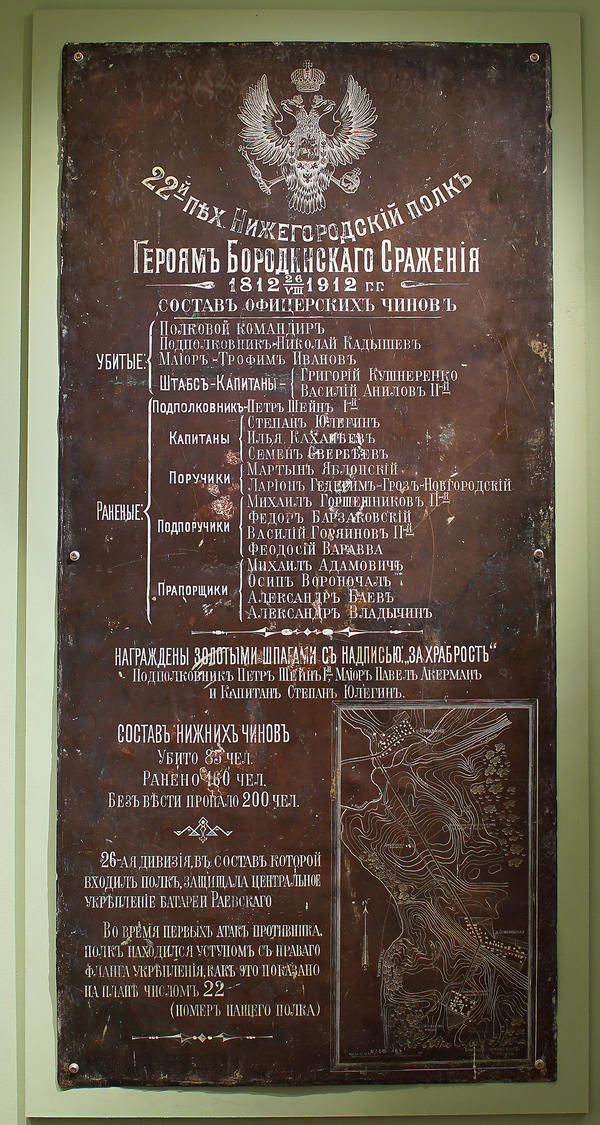 22й пѣх. Нижегородскій полкъ
Героямъ Бородинскаго Сраженія
1812 26/VIII 1912 г.г.
составъ офицерскихъ чиновъ
Убитые:
Полковой командиръ
Подполковникъ-Николай Кадышевъ
Маіоръ-Трофимъ Ивановъ
Штабсъ-Капитаны-
Григорій Кушнеренко
Василій Аниловъ IIй
Раненые:
Подполковникъ-Петръ Шейнъ Iй
Капитаны
Степанъ Юлегинъ
Илья
Семенъ Свербѣевъ
Поручики
Мартынъ Яблонскій
Ларіонъ Гедеримъ-Грозъ-Новгородскій
Михаилъ Горшенниковъ IIй
Подпоручики
Федоръ Барзаковскій
Василій Горяиновъ IIй
Феодосій Варавва
Прапорщики
Михаилъ Адамовичъ
Осипъ Вороночалъ
Александръ Баевъ
Александръ Владычинъ
Награждены золотыми шпагами съ надписью „За храбрость“
Подполковникъ Петръ Шейнъ Iй Маіоръ Павелъ Акерманъ
и Капитанъ Степанъ Юлегинъ.
Составъ нижнихъ чиновъ
Убито 85 чел.
Ранено 160 чел.
Безъ вѣсти пропало 200 чел.
26-ая дивизія, въ составъ которой
входилъ полкъ, защищала центральное
укрѣпленіе батареи Раевскаго
Во время первыхъ атакъ противника,
полкъ находился уступомъ съ праваго
фланга укрѣпленія, какъ это показано
на планѣ числомъ 22
(номеръ нашего полка)
Бородино
д. Семеновская